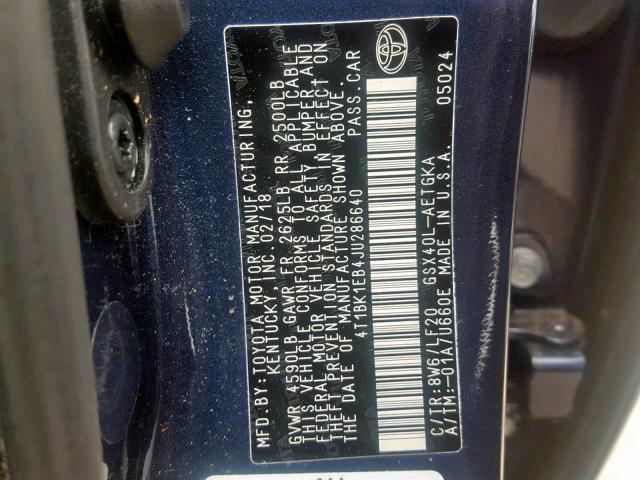 MFD.BY:TOYOTA MOTOR MANUFACTURING,
KENTUCKY, INC. 02/18
GVWR 4590LB GAWR FR 2625LB RR 2500LB
THIS VEHICLE CONFORMS TO ALL APPLICABLE
FEDERAL MOTOR VEHICLE SAFETY, BUMPER AND
THEFT PREVENTION STANDARDS IN EFFECT ON
THE DATE OF MANUFACTURE SHOWN ABOVE.
4T1BK1EB4JU286640 PASS.CAR
C/TR:8W6/LF20 GSX40L-AETGKA
A/TM:-01A/U660E MADE IN U.S.A.
05024